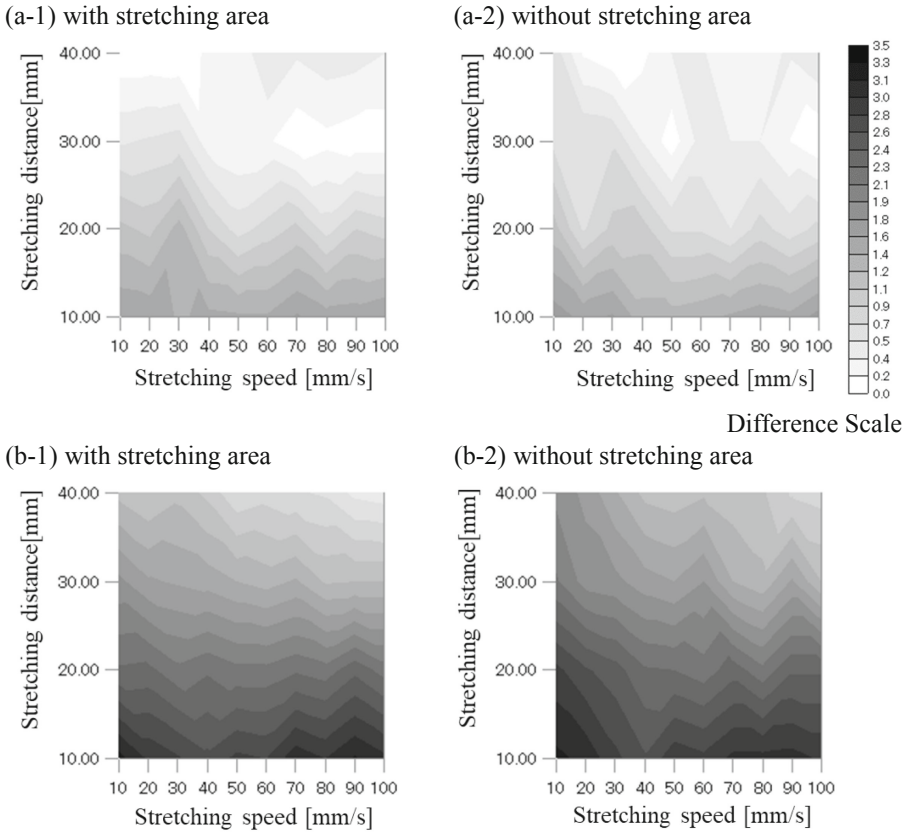 (a-1) with stretching area
(a-2) without stretching area
Stretching distance[mm]
40.00
30.00
20.00
10.00
10 20 30 40 50 60 70 80 90 100
Stretching speed [mm/s]
Stretching distance[mm]
40.00
30.00
20.00
10.00
10 20 30 40 50 60 70 80 90 100
Stretching speed [mm/s]
3.5
3.1
3.0
2.6
2.4
2.3
2.1
1.9
1.8
1.6
1.4
1.2
1.1
0.9
0.7
0.5
0.4
0.2
0.0
Difference Scale
(b-1) with stretching area
(b-2) without stretching area
Stretching distance[mm]
40.00
30.00
20.00
10.00
10 20 30 40 50 60 70 80 90 100
Stretching speed [mm/s]
Stretching distance[mm]
40.00
30.00
20.00
10.00
10 20 30 40 50 60 70 80 90 100
Stretching speed [mm/s]